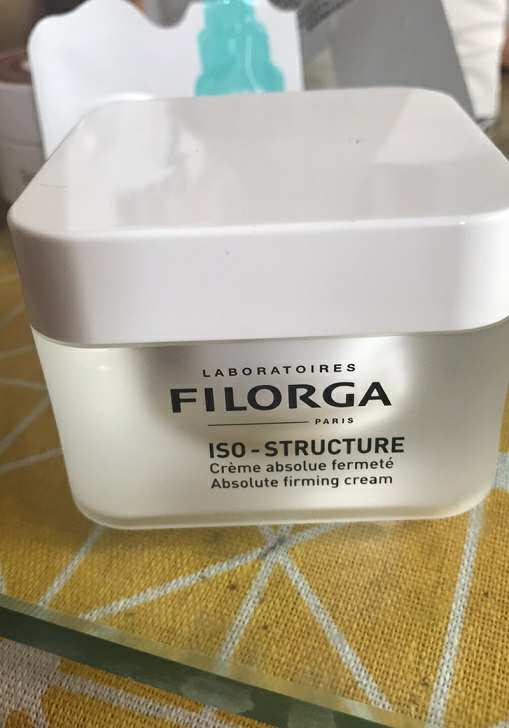 LABORATOIRES
FILORGA
PARIS
ISO-STRUCTURE
Crème absolue fermeté
Absolute firming cream